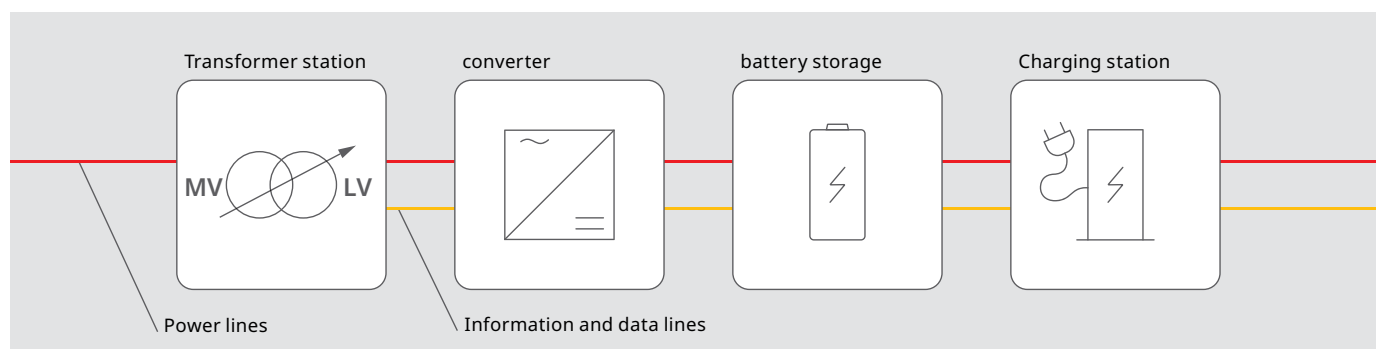 Transformer station
converter
battery storage
Charging station
MV
LV
Power lines
Information and data lines